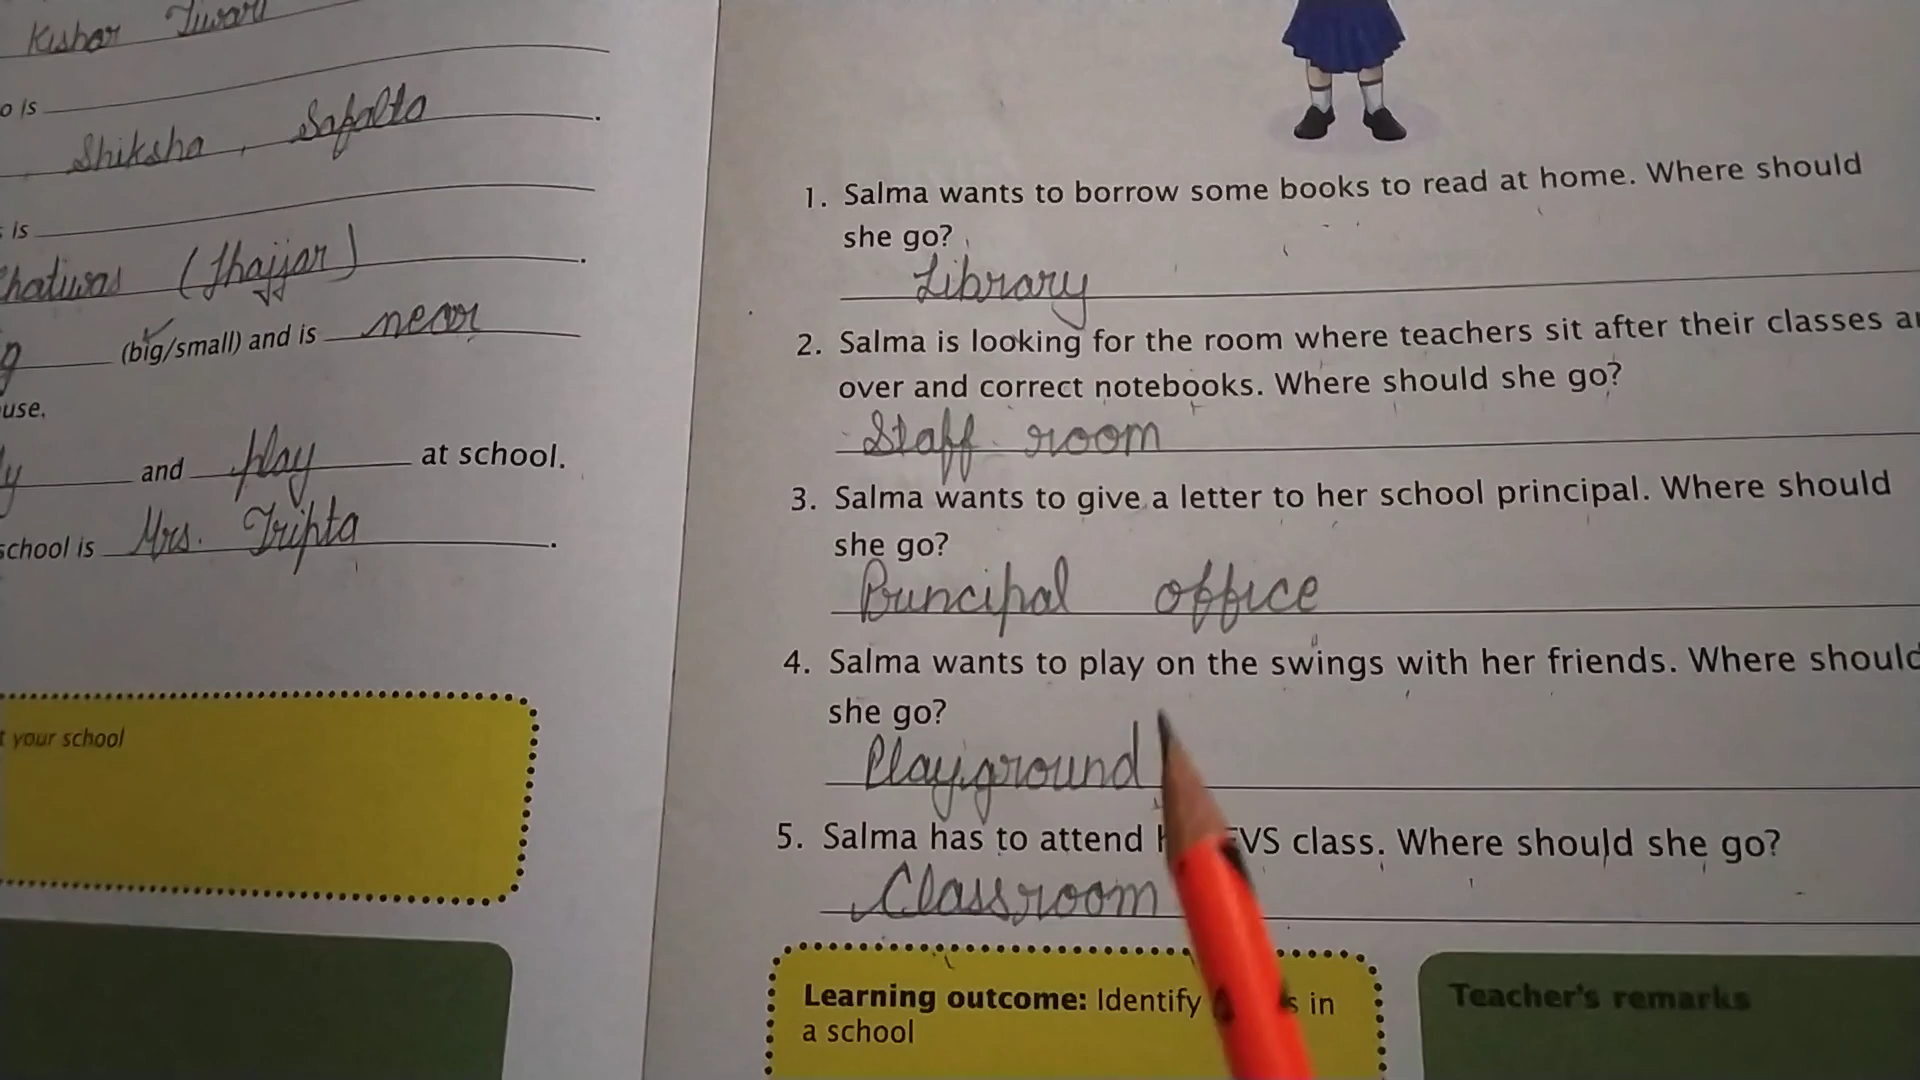 Kishor Tiwari
o is
Shiksha, Safalta
is
(Jhajjar)
(big/small) and is near
use.
y and play at school.
school is Mrs. Tripta.
t your school
1. Salma wants to borrow some books to read at home. Where should
she go?
Library
2. Salma is looking for the room where teachers sit after their classes a
over and correct notebooks. Where should she go?
Staff room
3. Salma wants to give a letter to her school principal. Where should
she go?
Principal office
4. Salma wants to play on the swings with her friends. Where should
she go?
Playground
5. Salma has to attend h EVS class. Where should she go?
Classroom
Learning outcome: Identify s in
a school
Teacher's remarks